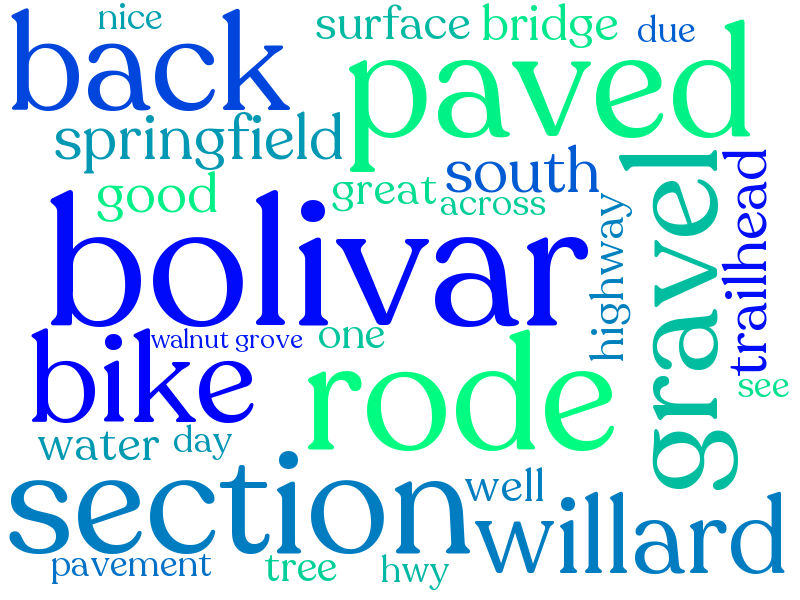 nice
surface
bridge
due
back
paved
springfield
south
good
great
across
gravel
trailhead
highway
bolivar
walnut grove
one
bike
rode
see
water
day
section
well
willard
pavement
tree
hwy